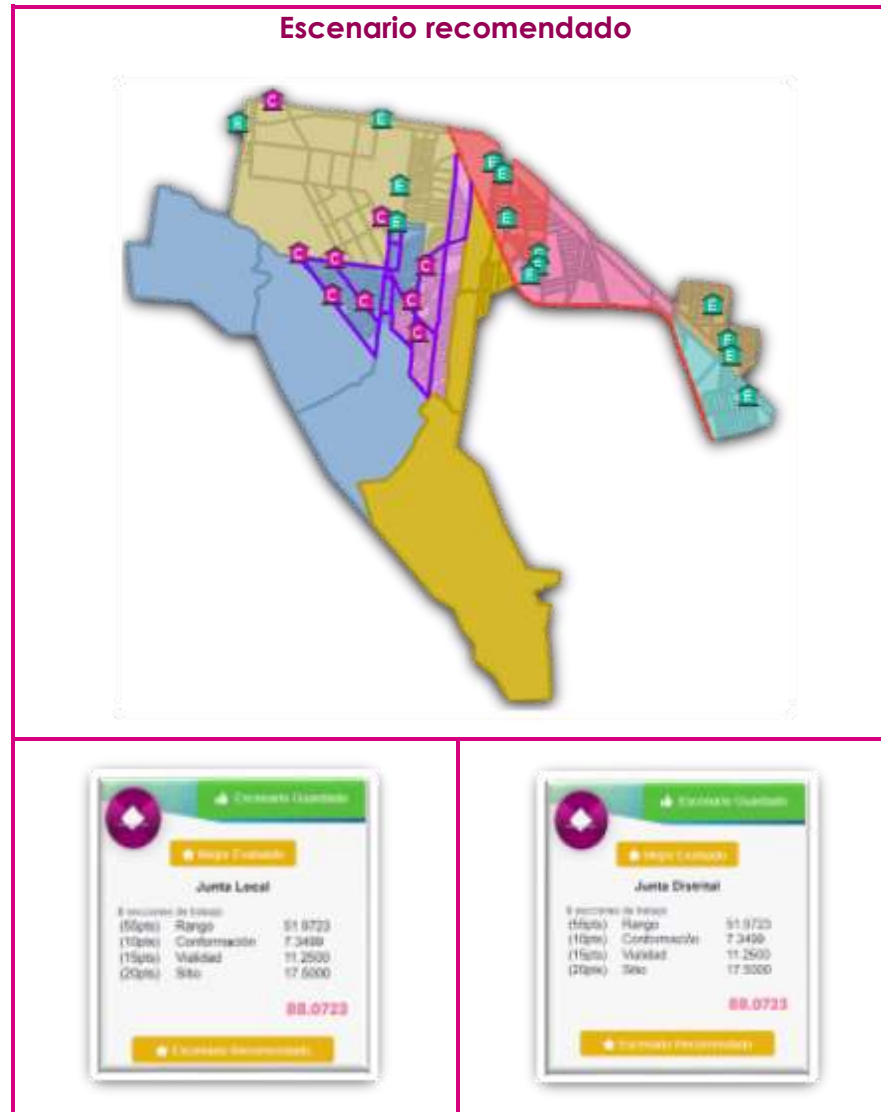 Escenario recomendado
C
E
E
E
E
C
E
E
C
C
C
E
E
C
C
C
E
C
E
E
Escenario Guardado
Mejor Evaluado
Junta Local
secciones de trabajo
(55pts) Rango 51.9723
(10pts) Conformación 7.3499
(15pts) Vialidad 11.2500
(20pts) Sitio 17.5000
88.0723
Escenario Recomendado
Escenario Guardado
Mejor Evaluado
Junta Distrital
secciones de trabajo
(55pts) Rango 51.9723
(10pts) Conformación 7.3499
(15pts) Vialidad 11.2500
(20pts) Sitio 17.5000
88.0723
Escenario Recomendado